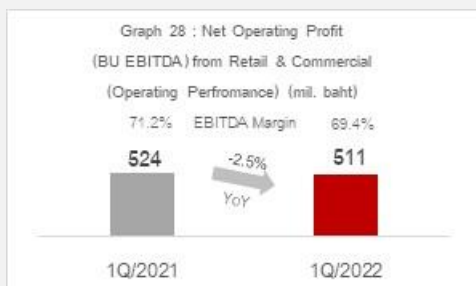 Graph 28 : Net Operating Profit
(BU EBITDA) from Retail & Commercial
(Operating Perfromance) (mil. baht)
71.2% EBITDA Margin 69.4%
524 -2.5% 511
YoY
1Q/2021 1Q/2022